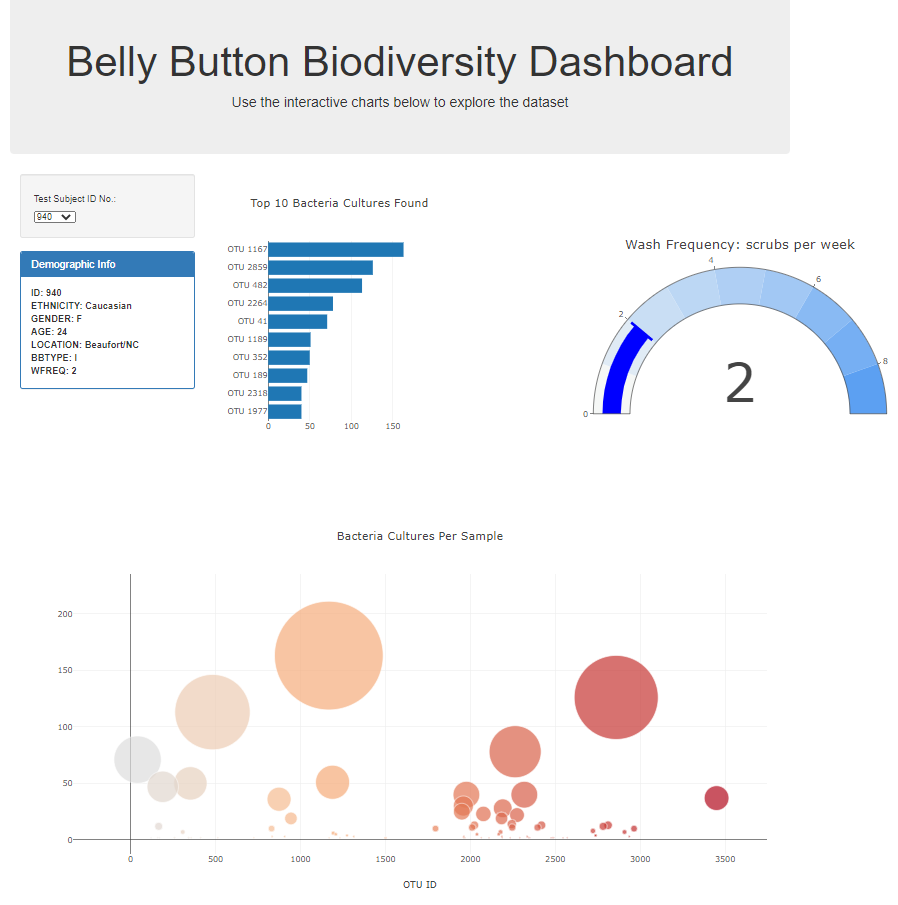 Belly Button Biodiversity Dashboard
Use the interactive charts below to explore the dataset
Test Subject ID No.:
940
Demographic Info
ID: 940
ETHNICITY: Caucasian
GENDER: F
AGE: 24
LOCATION: Beaufort/NC
BBTYPE: I
WFREQ: 2
Top 10 Bacteria Cultures Found
OTU 1167
OTU 2859
OTU 482
OTU 2264
OTU 41
OTU 1189
OTU 352
OTU 189
OTU 2318
OTU 1977
0 50 100 150
Wash Frequency: scrubs per week
0
2
4
6
8
2
Bacteria Cultures Per Sample
200
150
100
50
0
0 500 1000 1500 2000 2500 3000 3500
OTU ID